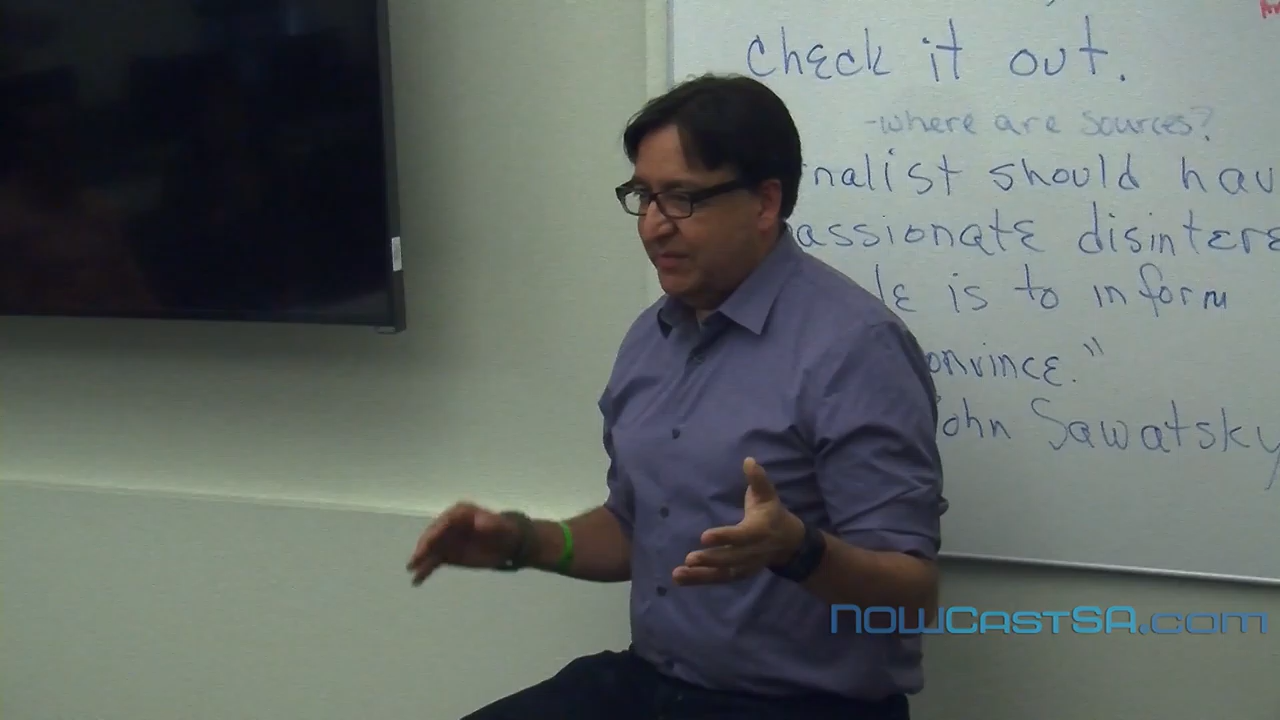 check it out.
-where are sources?
nalist should hav
assionate disintere
le is to inform
onvince."
John Sawatsky
NOWCastSA.com